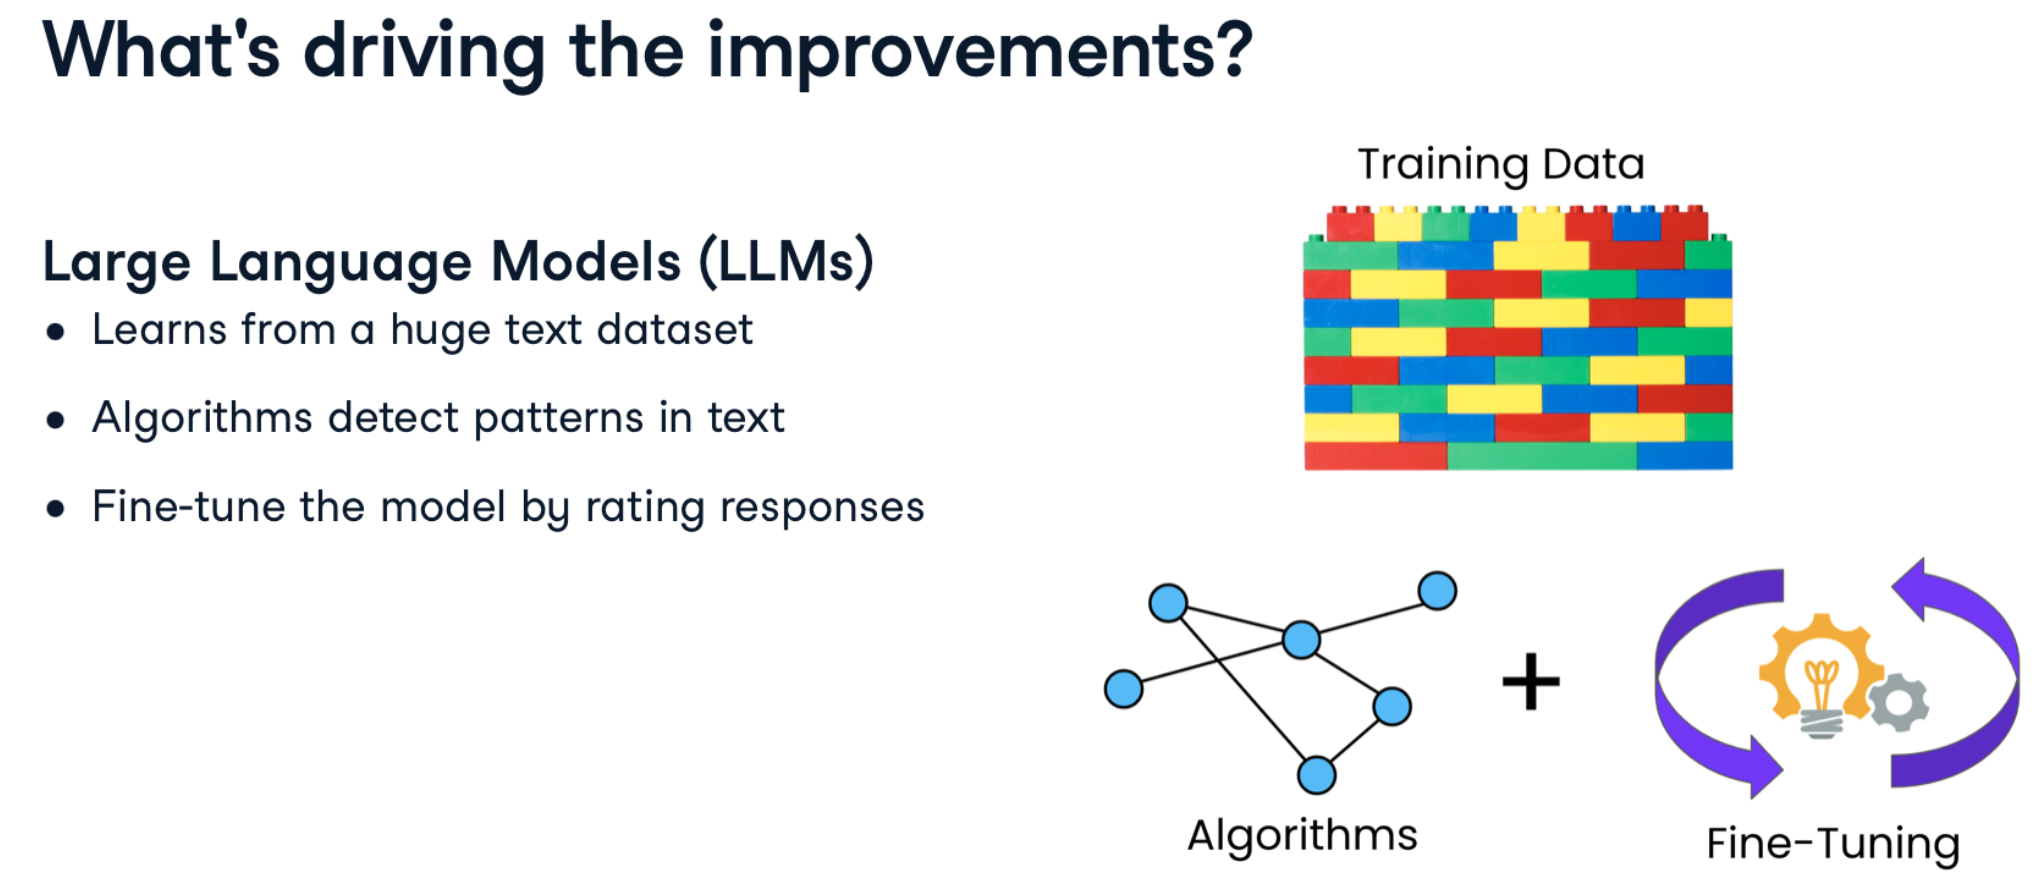 What's driving the improvements?
Large Language Models (LLMs)
• Learns from a huge text dataset
• Algorithms detect patterns in text
• Fine-tune the model by rating responses
Training Data
+
Algorithms
Fine-Tuning